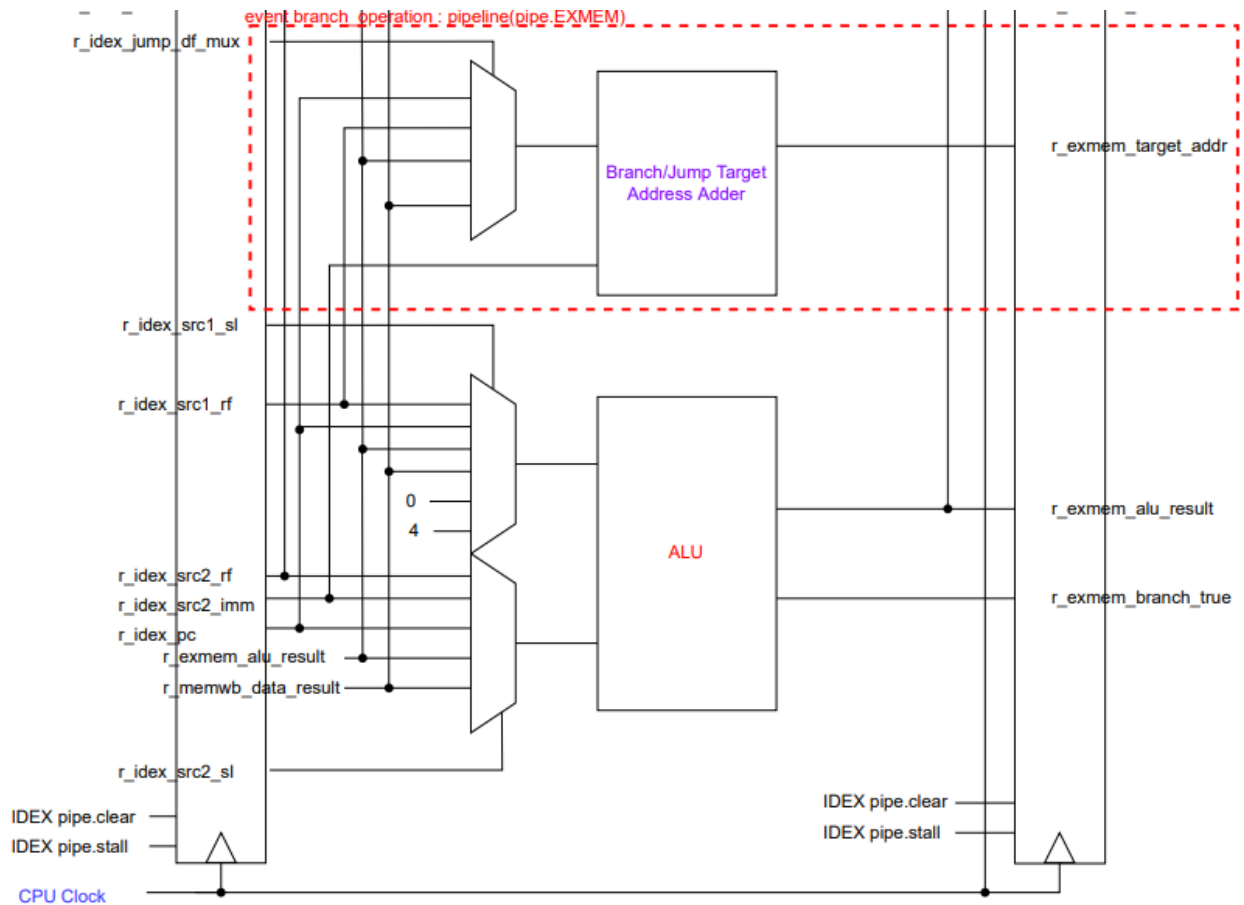 event branch_operation : pipeline(pipe.EXMEM)
r_idex_jump_df_mux
r_exmem_target_addr
Branch/Jump Target
Address Adder
r_idex_src1_sl
r_idex_src1_rf
0
4
r_exmem_alu_result
ALU
r_idex_src2_rf
r_idex_src2_imm
r_exmem_branch_true
r_idex_pc
r_exmem_alu_result
r_memwb_data_result
r_idex_src2_sl
IDEX pipe.clear
IDEX pipe.clear
IDEX pipe.stall
IDEX pipe.stall
CPU Clock